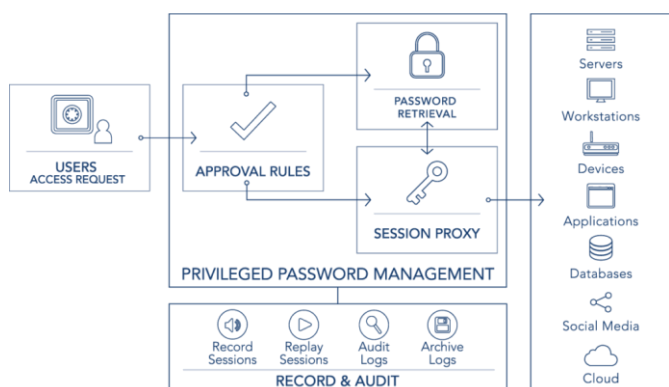 USERS
ACCESS REQUEST
APPROVAL RULES
PASSWORD
RETRIEVAL
SESSION PROXY
PRIVILEGED PASSWORD MANAGEMENT
Record
Sessions
Replay
Sessions
Audit
Logs
Archive
Logs
RECORD & AUDIT
Servers
Workstations
Devices
Applications
Databases
Social Media
Cloud